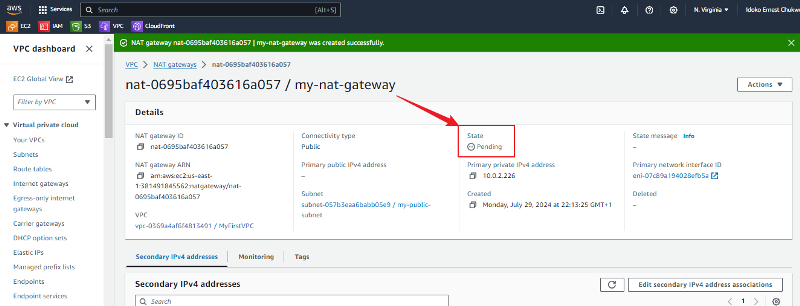 aws
Services
Search
[Alt+S]
N. Virginia
Idoko Ernest Chukw
EC2
IAM
S3
VPC
CloudFront
VPC dashboard
EC2 Global View
Filter by VPC
Virtual private cloud
Your VPCs
Subnets
Route tables
Internet gateways
Egress-only internet
gateways
Carrier gateways
DHCP option sets
Elastic IPs
Managed prefix lists
Endpoints
Endpoint services
NAT gateway nat-0695baf403616a057 | my-nat-gateway was created successfully.
VPC
NAT gateways
nat-0695baf403616a057
nat-0695baf403616a057 / my-nat-gateway
Actions
Details
NAT gateway ID
nat-0695baf403616a057
Connectivity type
Public
State
Pending
State message
Info
–
NAT gateway ARN
arn:aws:ec2:us-east-
1:381491845562:natgateway/nat-
0695baf403616a057
Primary public IPv4 address
–
Primary private IPv4 address
10.0.2.226
Primary network interface ID
eni-07c89a194028efb5a
VPC
vpc-0369a4af6f4813491 / MyFirstVPC
Subnet
subnet-057b3eaa6babb05e9 / my-public-
subnet
Created
Monday, July 29, 2024 at 22:13:25 GMT+1
Deleted
–
Secondary IPv4 addresses
Monitoring
Tags
Secondary IPv4 addresses
Edit secondary IPv4 address associations
Search
1